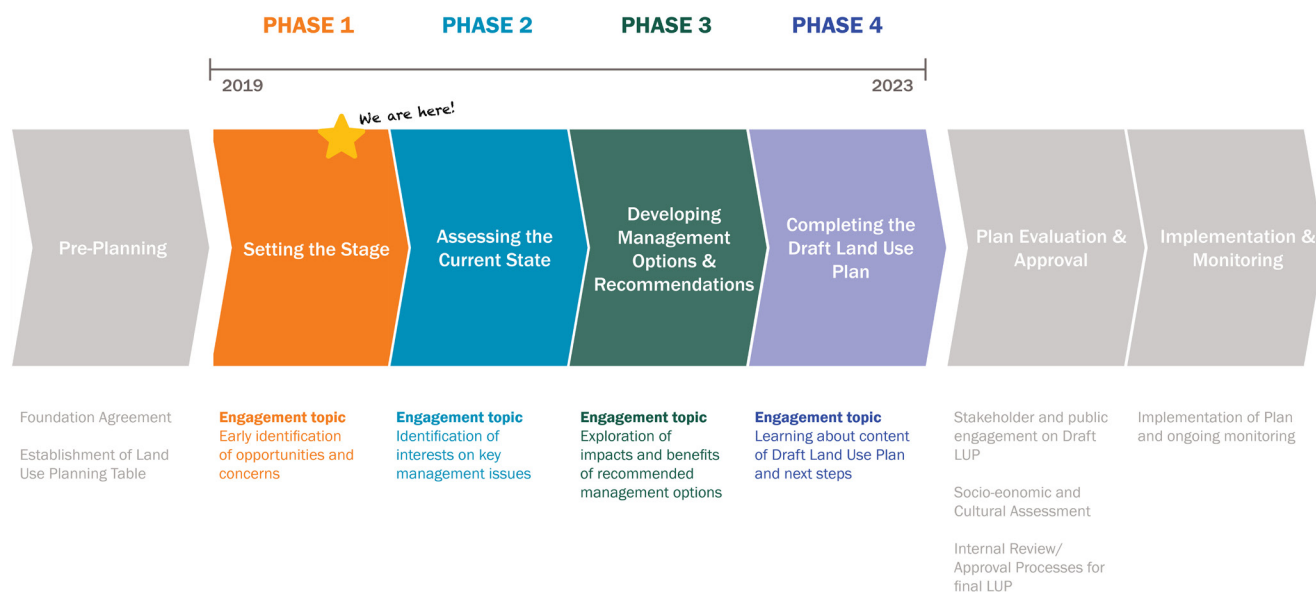 PHASE 1
PHASE 2
PHASE 3
PHASE 4
2019
2023
We are here!
Pre-Planning
Setting the Stage
Assessing the
Current State
Developing
Management
Options &
Recommendations
Completing the
Draft Land Use
Plan
Plan Evaluation &
Approval
Implementation &
Monitoring
Foundation Agreement
Establishment of Land
Use Planning Table
Engagement topic
Early identification
of opportunities and
concerns
Engagement topic
Identification of
interests on key
management issues
Engagement topic
Exploration of
impacts and benefits
of recommended
management options
Engagement topic
Learning about content
of Draft Land Use Plan
and next steps
Stakeholder and public
engagement on Draft
LUP
Socio-eonomic and
Cultural Assessment
Internal Review/
Approval Processes for
final LUP
Implementation of Plan
and ongoing monitoring